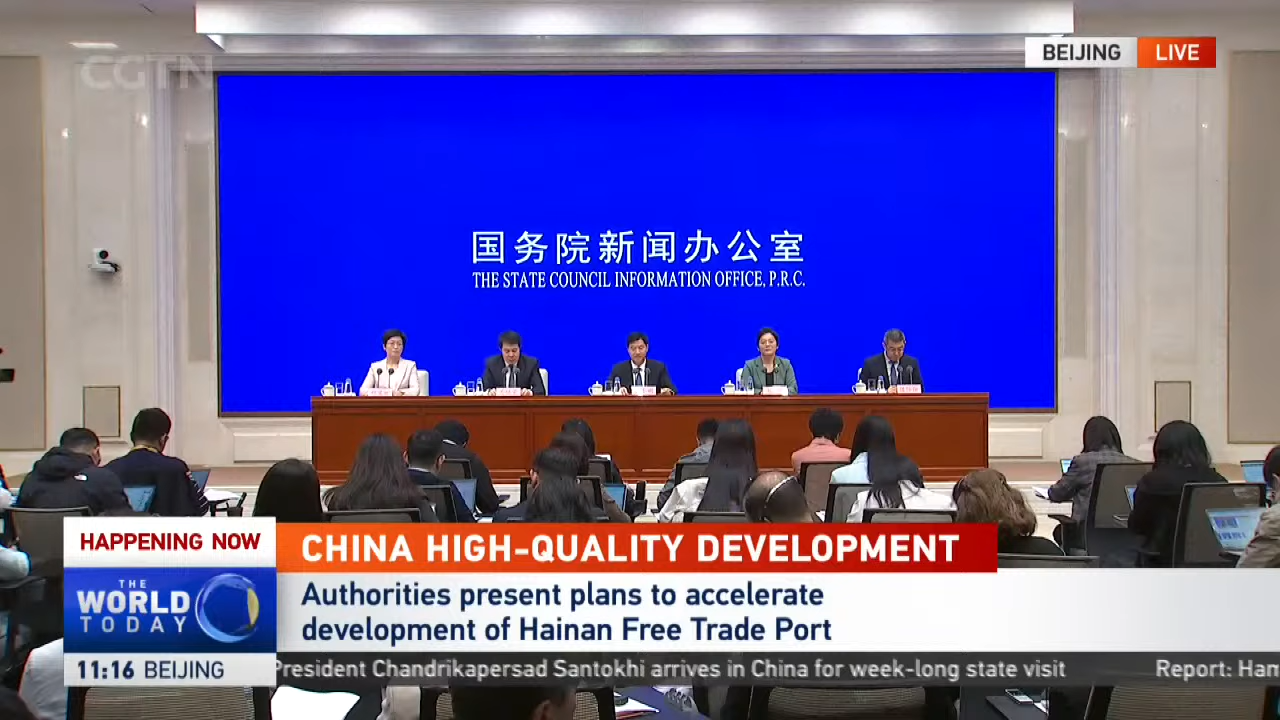 CGTN
BEIJING LIVE
国务院新闻办公室
THE STATE COUNCIL INFORMATION OFFICE, P.R.C.
HAPPENING NOW
CHINA HIGH-QUALITY DEVELOPMENT
THE
WORLD
TODAY
Authorities present plans to accelerate
development of Hainan Free Trade Port
11:16 BEIJING
President Chandrikapersad Santokhi arrives in China for week-long state visit Report: Ham